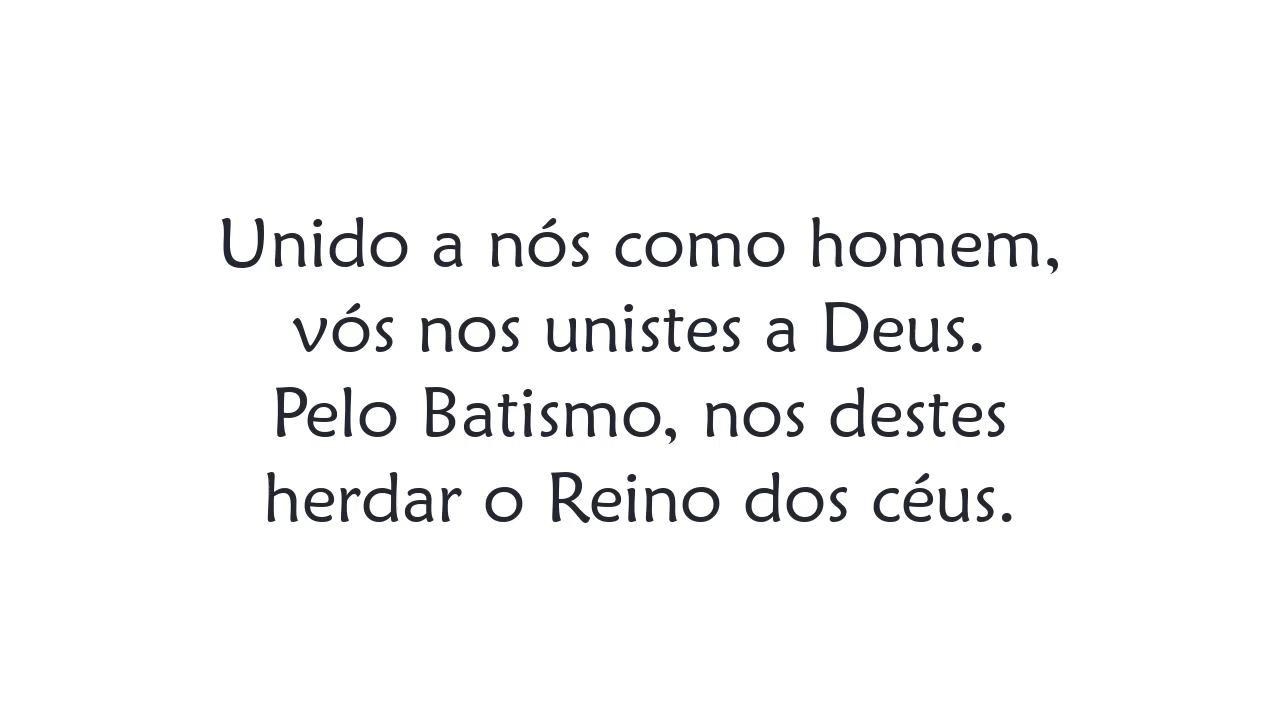 Unido a nós como homem,
vós nos unistes a Deus.
Pelo Batismo, nos destes
herdar o Reino dos céus.